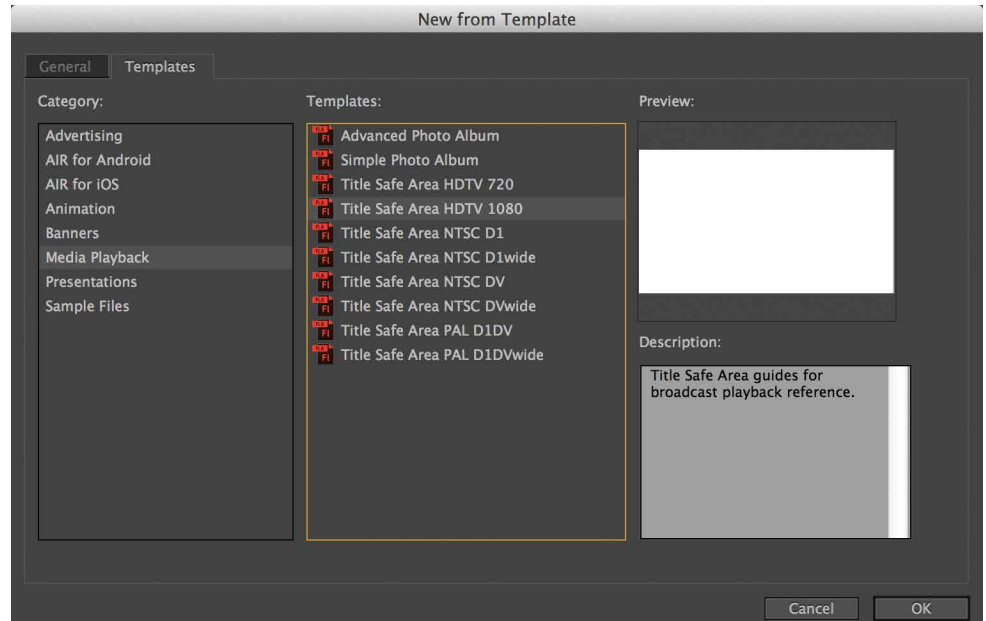 New from Template
General
Templates
Category:
Advertising
AIR for Android
AIR for iOS
Animation
Banners
Media Playback
Presentations
Sample Files
Templates:
Advanced Photo Album
Simple Photo Album
Title Safe Area HDTV 720
Title Safe Area HDTV 1080
Title Safe Area NTSC D1
Title Safe Area NTSC D1wide
Title Safe Area NTSC DV
Title Safe Area NTSC DVwide
Title Safe Area PAL D1DV
Title Safe Area PAL D1DVwide
Preview:
Description:
Title Safe Area guides for
broadcast playback reference.
Cancel
OK